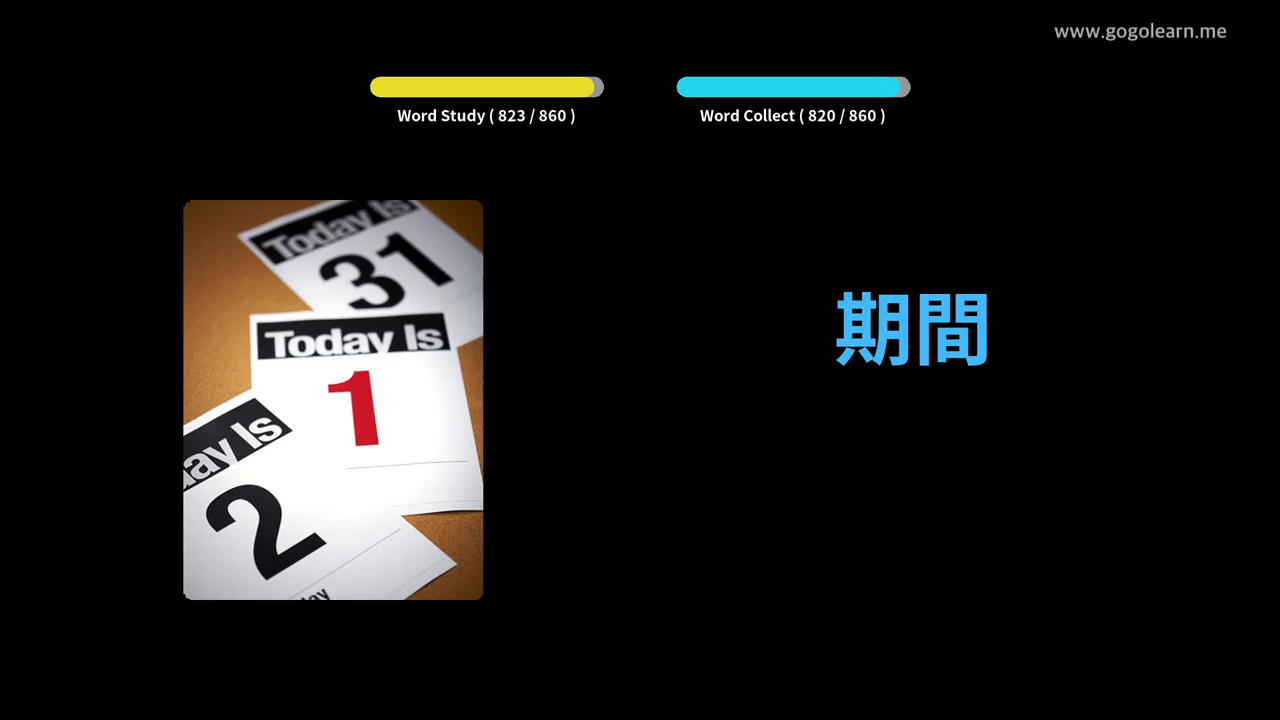 www.gogolearn.me
Word Study ( 823 / 860 )
Word Collect ( 820 / 860 )
Today Is
31
Today Is
1
ay Is
2
期間